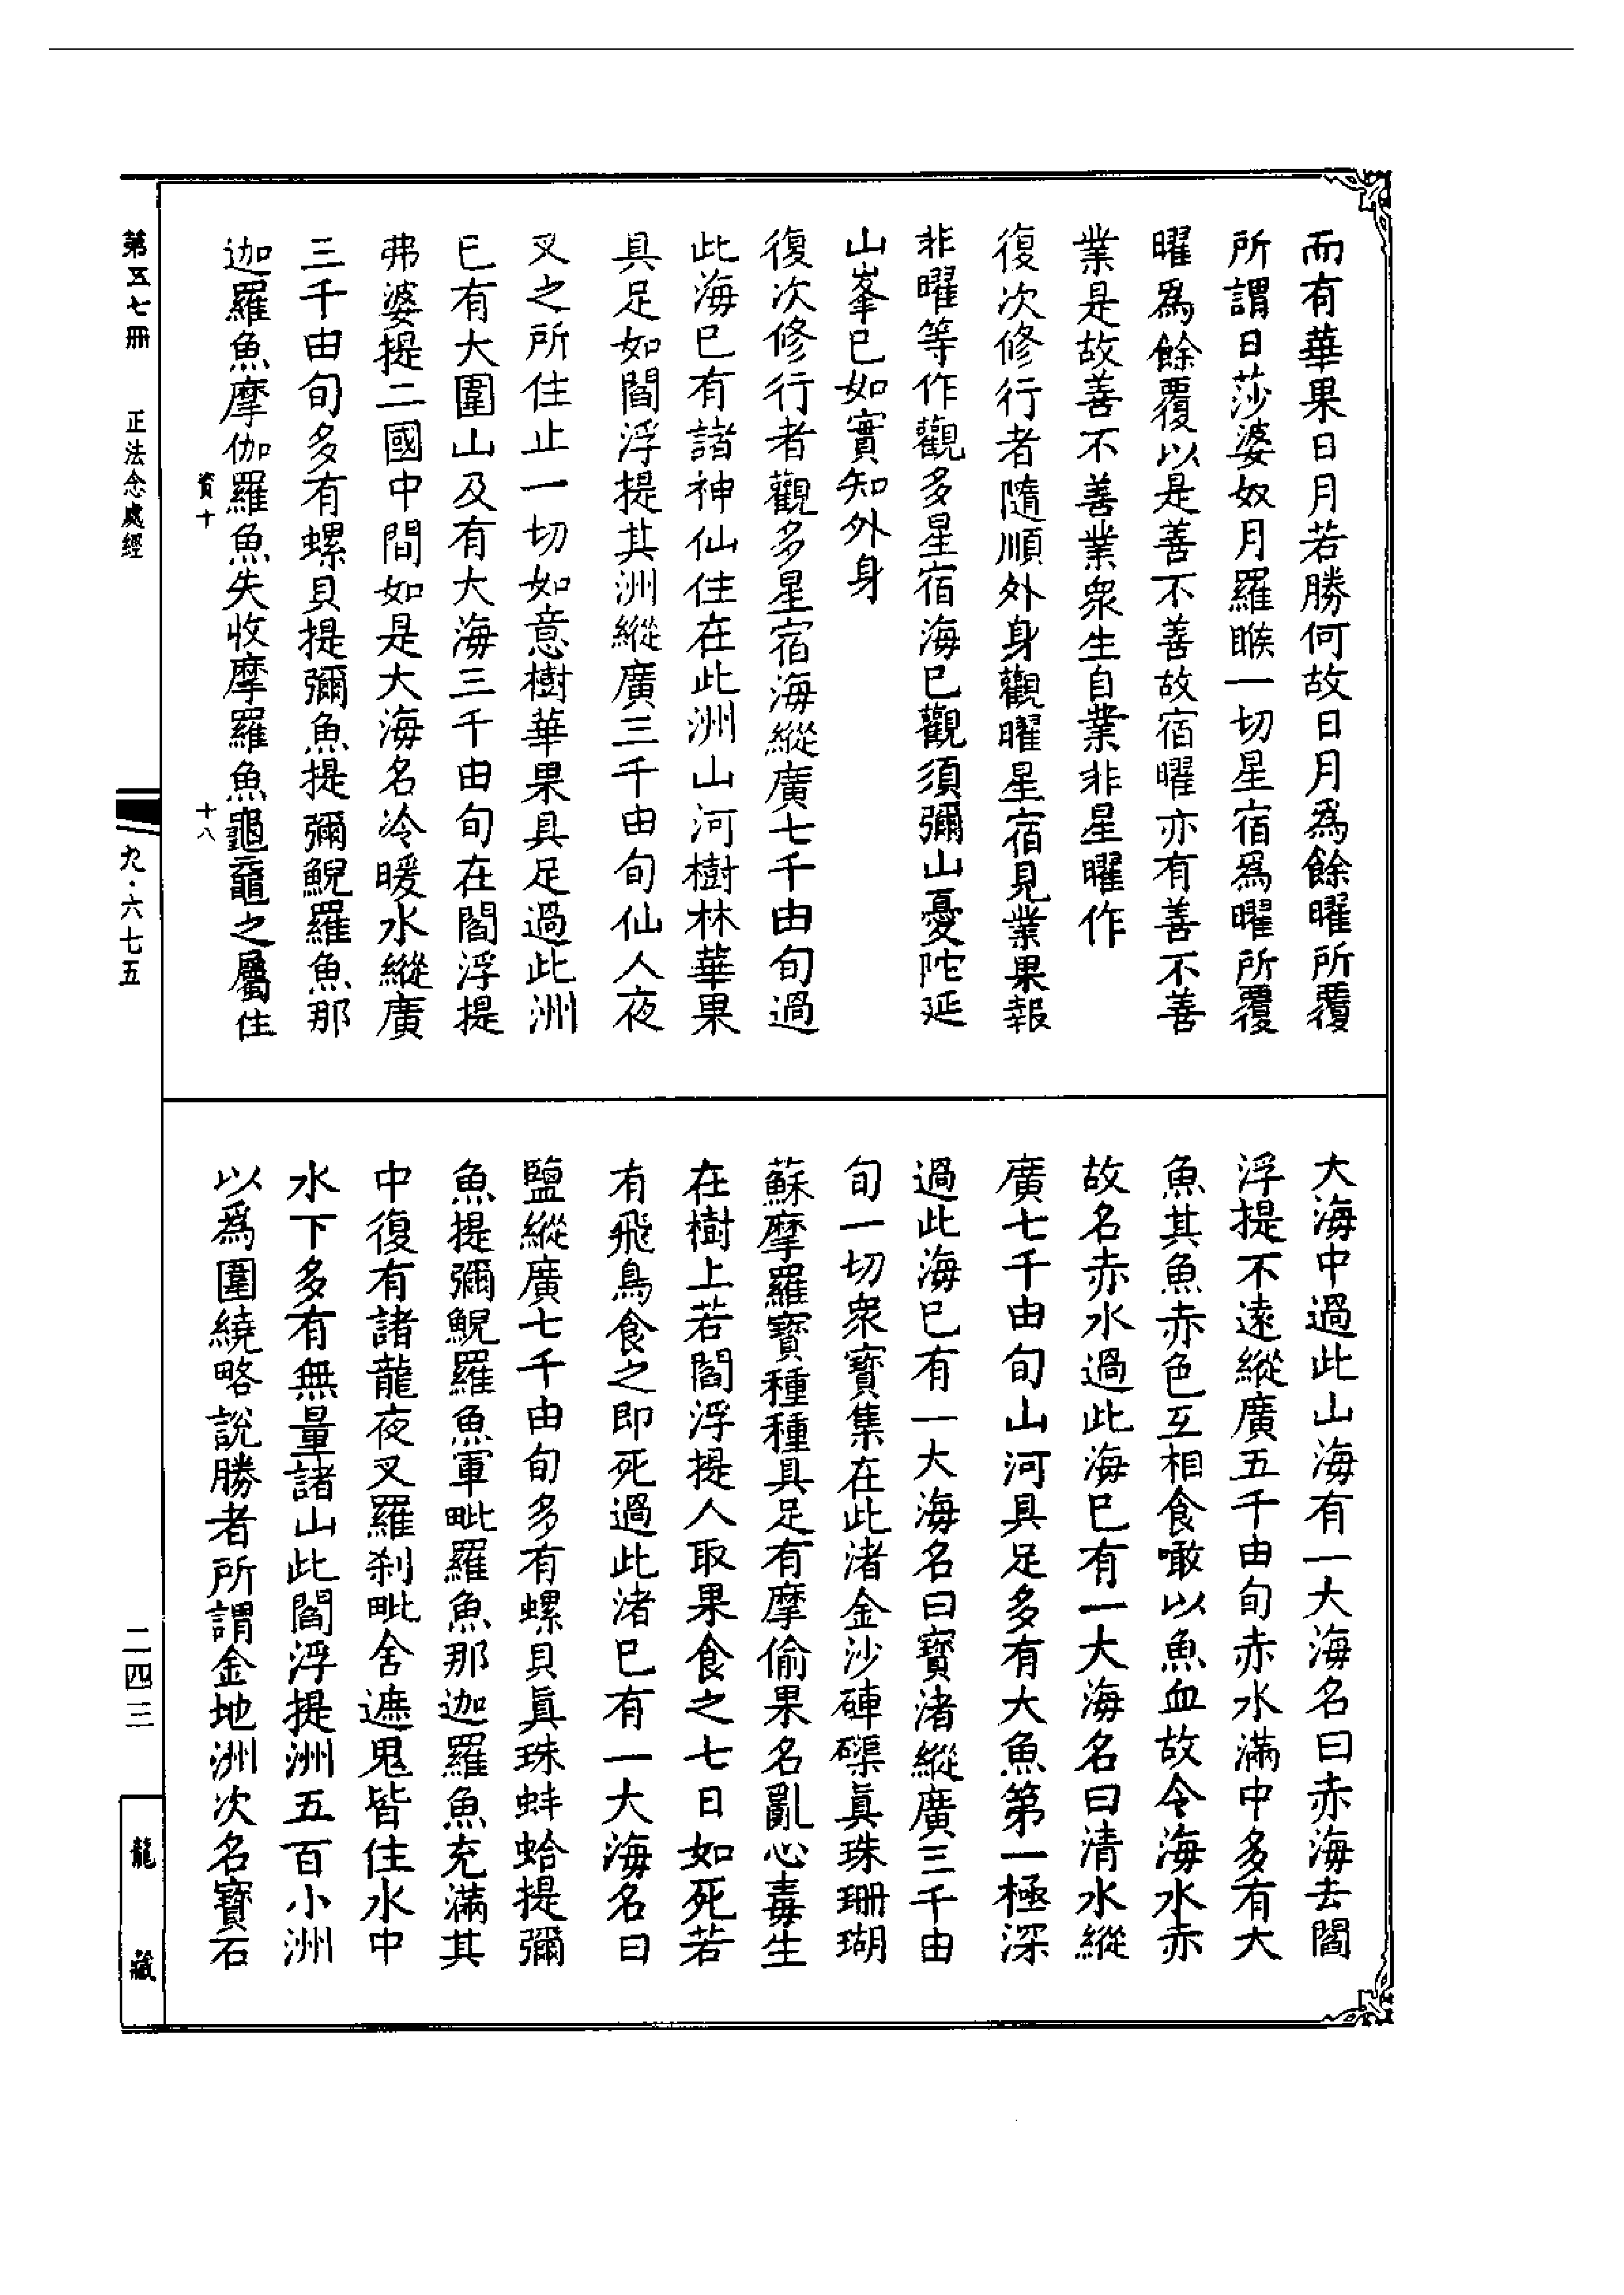 而有華果日月若勝何故日月爲餘曜所覆
所謂日莎婆奴月羅睺一切星宿爲曜所覆
曜爲餘覆以是善不善故宿曜亦有善不善
業是故善不善業衆生自業非星曜作
復次修行者隨順外身觀曜星宿見業果報
非曜等作觀多星宿海已觀須彌山憂陀延
山峯已如實知外身
復次修行者觀多星宿海縱廣七千由旬過
此海已有諸神仙住在此洲山河樹林華果
具足如閻浮提其洲縱廣三千由旬仙人夜
叉之所住止一切如意樹華果具足過此洲
已有大圍山及有大海三千由旬在閻浮提
弗婆提二國中間如是大海名冷暖水縱廣
三千由旬多有螺貝提彌魚提彌鯢羅魚那
迦羅魚摩伽羅魚失收摩羅魚龜鼊之屬住
資十
十八
大海中過此山海有一大海名曰赤海去閻
浮提不遠縱廣五千由旬赤水滿中多有大
魚其魚赤色互相食噉以魚血故令海水赤
故名赤水過此海已有一大海名曰清水縱
廣七千由旬山河具足多有大魚第一極深
過此海已有一大海名曰寶渚縱廣三千由
旬一切衆寶集在此渚金沙硨磲眞珠珊瑚
蘇摩羅寶種種具足有摩偷果名亂心毒生
在樹上若閻浮提人取果食之七日如死若
有飛鳥食之即死過此渚已有一大海名曰
鹽縱廣七千由旬多有螺貝眞珠蚌蛤提彌
魚提彌鯢羅魚軍毗羅魚那迦羅魚充滿其
中復有諸龍夜叉羅刹毗舍遮鬼皆住水中
水下多有無量諸山此閻浮提洲五百小洲
以爲圍繞略說勝者所謂金地洲次名寶石
第五七冊 正法念處經
九·六七五
二四三
龍藏